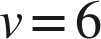 v = 6